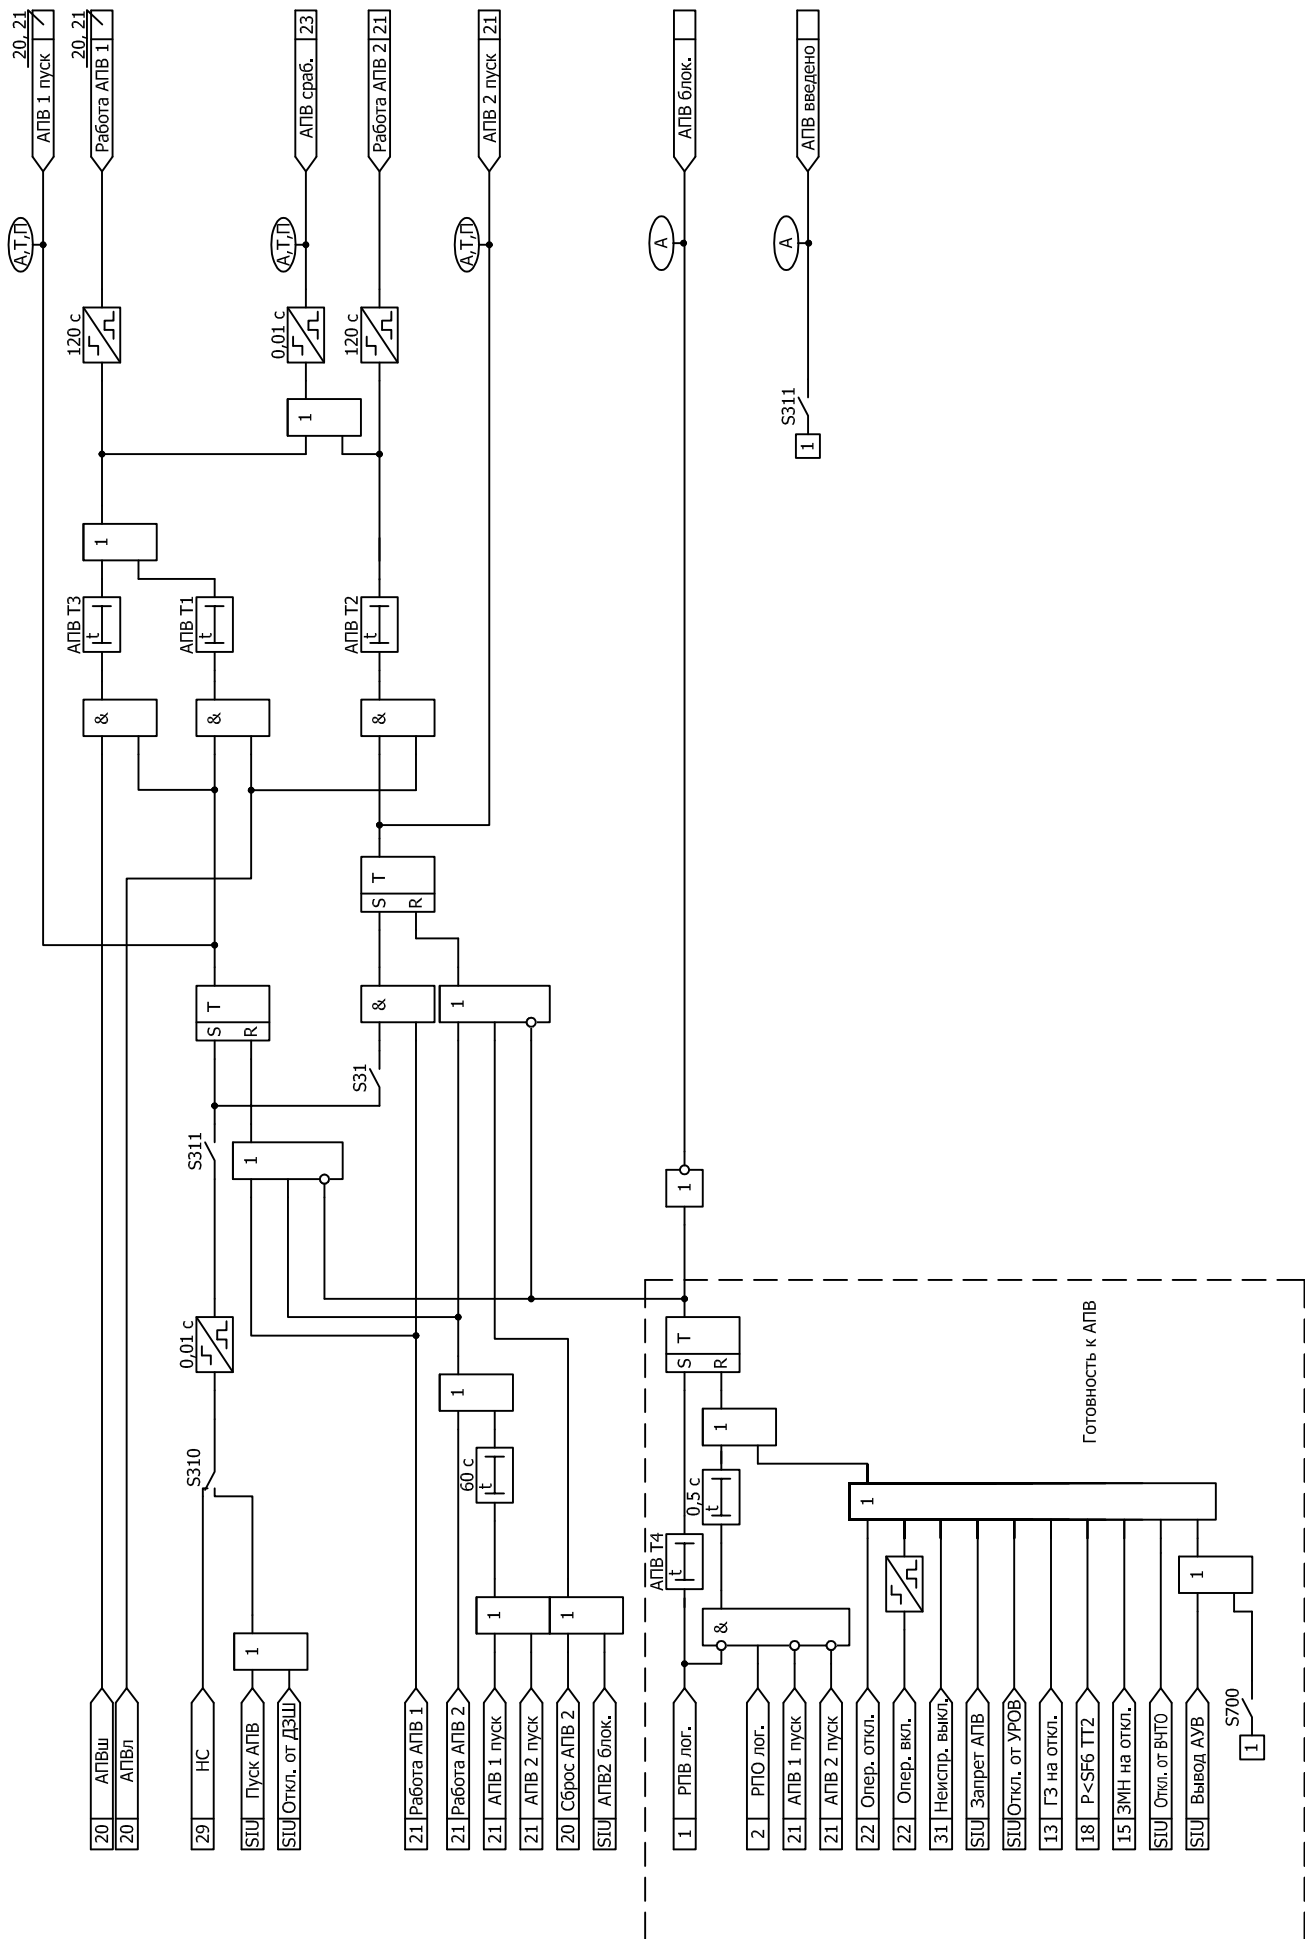 20, 21
АПВ 1 пуск
20, 21
Работа АПВ 1
23
АПВ сраб.
21
Работа АПВ 2
21
АПВ 2 пуск
АПВ блок.
АПВ введено
А,Т,П
А,Т,П
А,Т,П
А
А
120 с
0,01 с
120 с
1
S311
1
1
АПВ Т3
t
АПВ Т1
t
АПВ Т2
t
&
&
&
S T
R
S T
R
&
1
S31
S311
1
1
0,01 с
S310
1
60 с
t
1
1
1
S T
R
1
0,5 с
t
АПВ Т4
t
&
1
1
Готовность к АПВ
S700
1
20 АПВш
20 АПВл
29 НС
SIU Пуск АПВ
SIU Откл. от ДЗШ
21 Работа АПВ 1
21 Работа АПВ 2
21 АПВ 1 пуск
21 АПВ 2 пуск
20 Сброс АПВ 2
SIU АПВ2 блок.
1 РПВ лог.
2 РПО лог.
21 АПВ 1 пуск
21 АПВ 2 пуск
22 Опер. откл.
22 Опер. вкл.
31 Неиспр. выкл.
SIU Запрет АПВ
SIU Откл. от УРОВ
13 ГЗ на откл.
18 P<SF6 ТТ2
15 ЗМН на откл.
SIU Откл. от ВЧТО
SIU Вывод АУВ